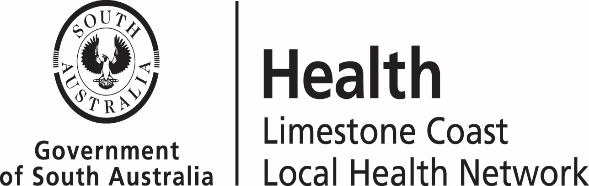 SOUTH
AUSTRALIA
Government
of South Australia
Health
Limestone Coast
Local Health Network